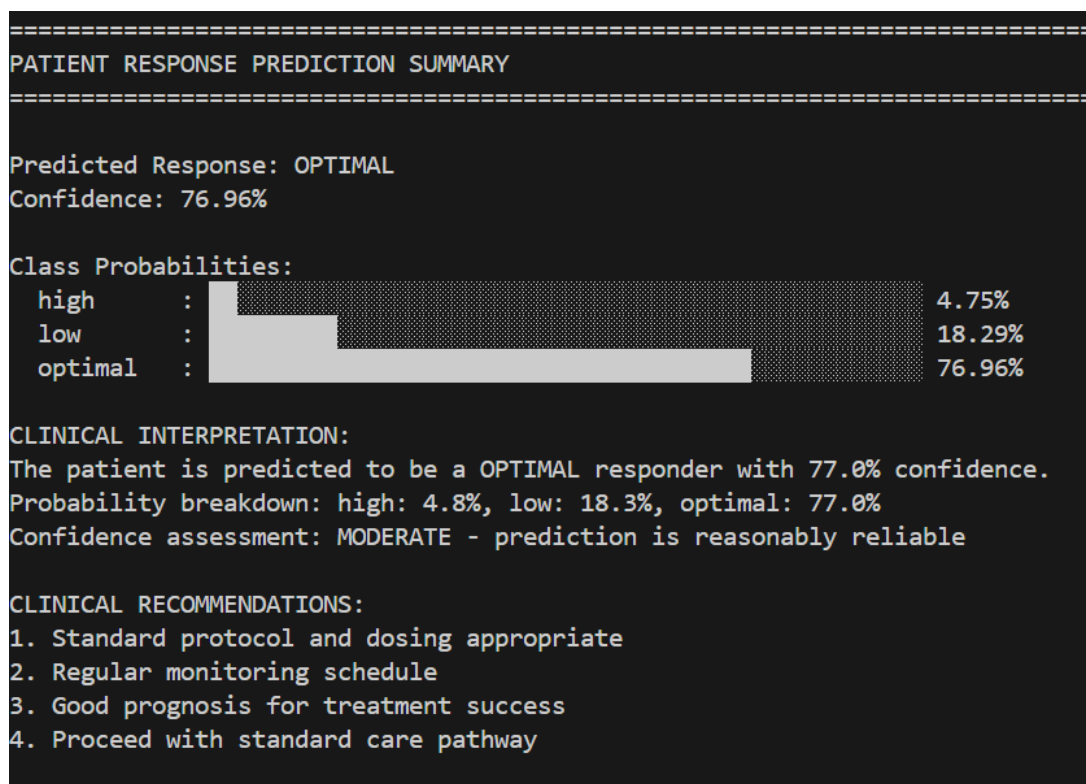 ============================================================================
PATIENT RESPONSE PREDICTION SUMMARY
============================================================================
Predicted Response: OPTIMAL
Confidence: 76.96%
Class Probabilities:
high : 4.75%
low : 18.29%
optimal : 76.96%
CLINICAL INTERPRETATION:
The patient is predicted to be a OPTIMAL responder with 77.0% confidence.
Probability breakdown: high: 4.8%, low: 18.3%, optimal: 77.0%
Confidence assessment: MODERATE - prediction is reasonably reliable
CLINICAL RECOMMENDATIONS:
1. Standard protocol and dosing appropriate
2. Regular monitoring schedule
3. Good prognosis for treatment success
4. Proceed with standard care pathway